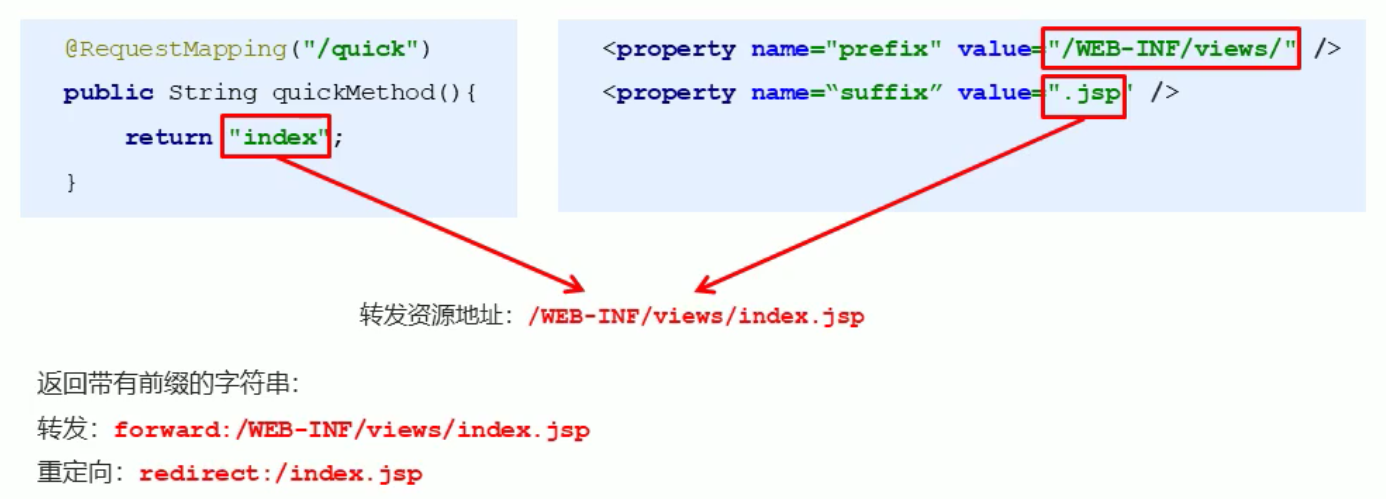 @RequestMapping("/quick")
public String quickMethod(){
return "index";
}
<property name="prefix" value="/WEB-INF/views/" />
<property name=“suffix” value=".jsp" />
转发资源地址：/WEB-INF/views/index.jsp
返回带有前缀的字符串：
转发：forward:/WEB-INF/views/index.jsp
重定向：redirect:/index.jsp